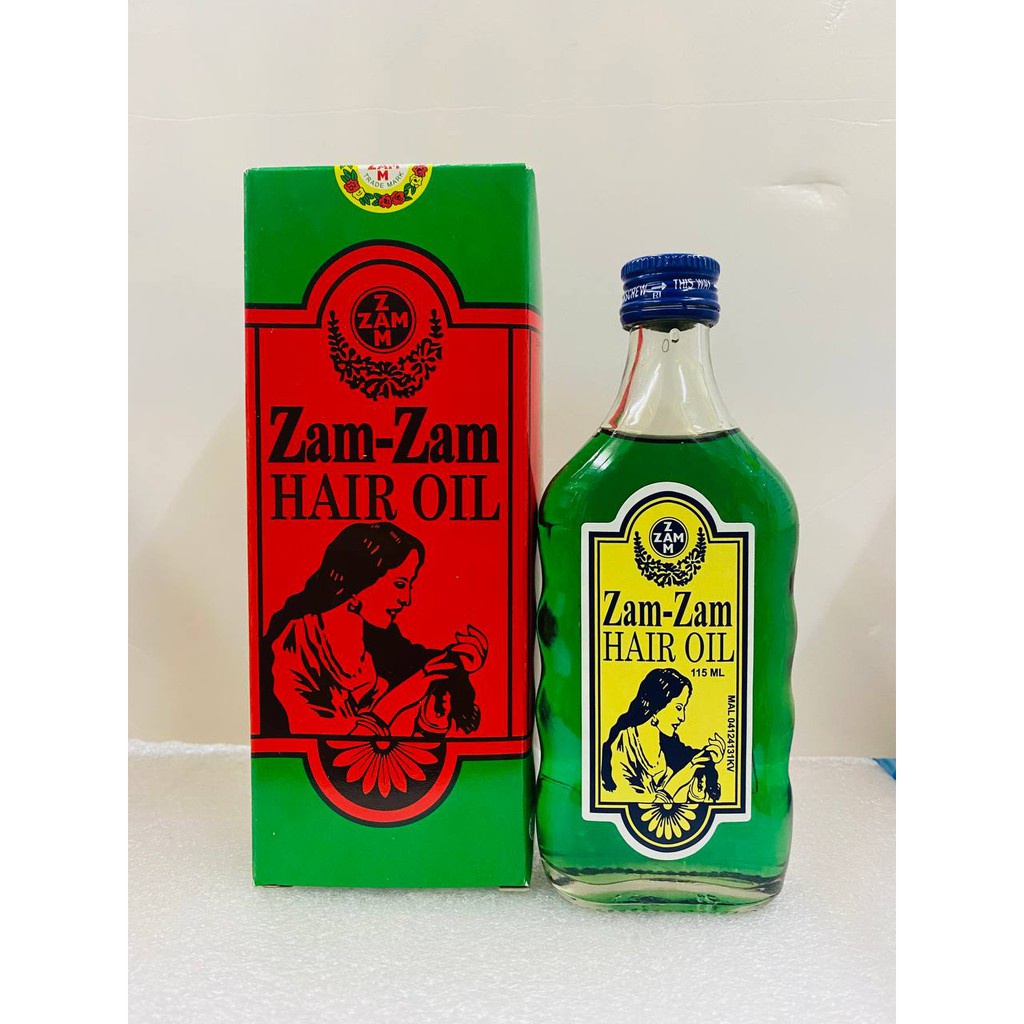 ZAM
M
TRADE MARK
Z
ZAM
M
Zam-Zam
HAIR OIL
THIS WAY
Z
ZAM
M
Zam-Zam
HAIR OIL
115 ML
MAL 04124131KV